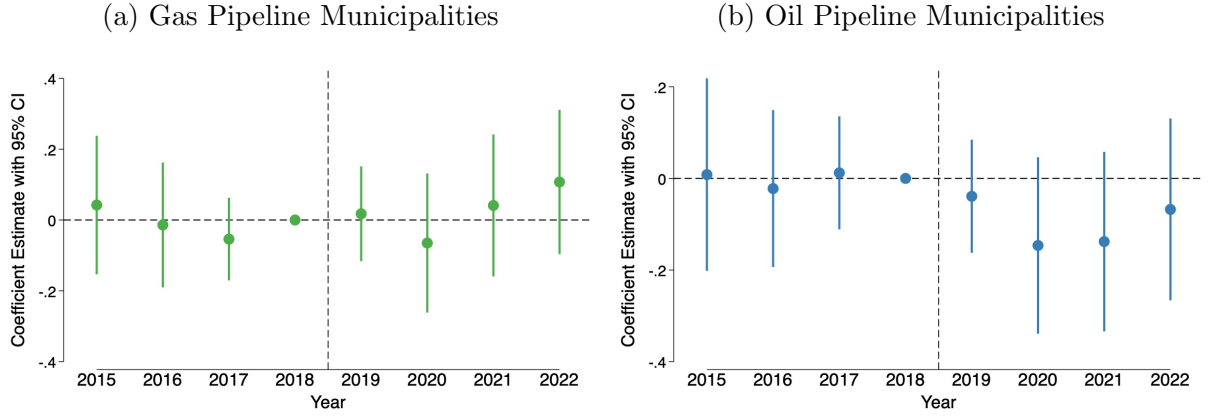 (a) Gas Pipeline Municipalities
Coefficient Estimate with 95% CI
.4
.2
0
-.2
-.4
2015 2016 2017 2018 2019 2020 2021 2022
Year
(b) Oil Pipeline Municipalities
Coefficient Estimate with 95% CI
.2
0
-.2
-.4
2015 2016 2017 2018 2019 2020 2021 2022
Year